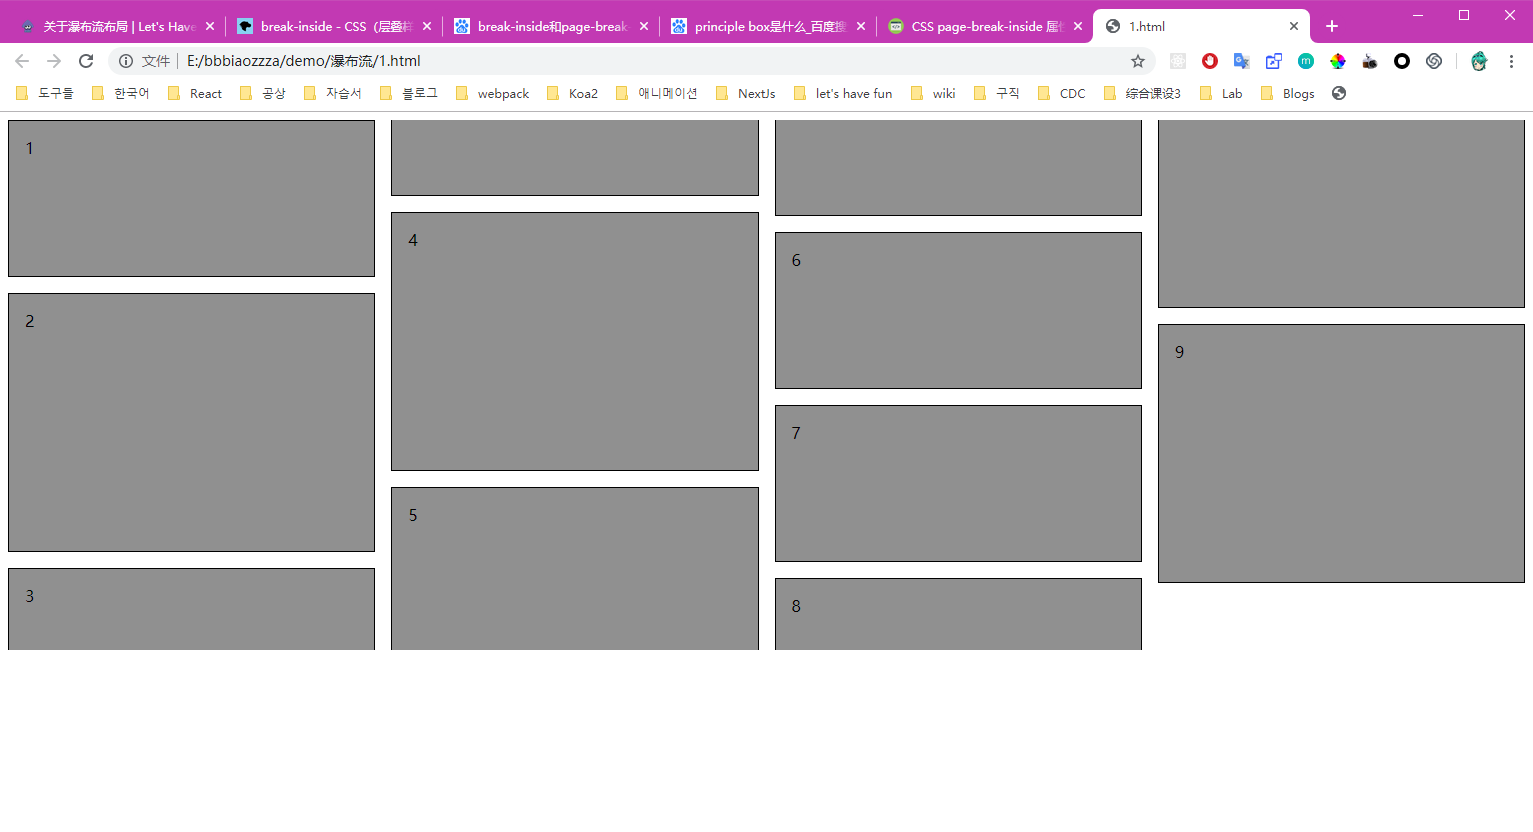 关于瀑布流布局 | Let's Have
break-inside - CSS（层叠样
break-inside和page-break
principle box是什么_百度搜
CSS page-break-inside 属性
1.html
文件 E:/bbbiaozzza/demo/瀑布流/1.html
도구들 한국어 React 공상 자습서 블로그 webpack Koa2 애니메이션 NextJs let's have fun wiki 구직 CDC 综合课设3 Lab Blogs
1
2
3
4
5
6
7
8
9